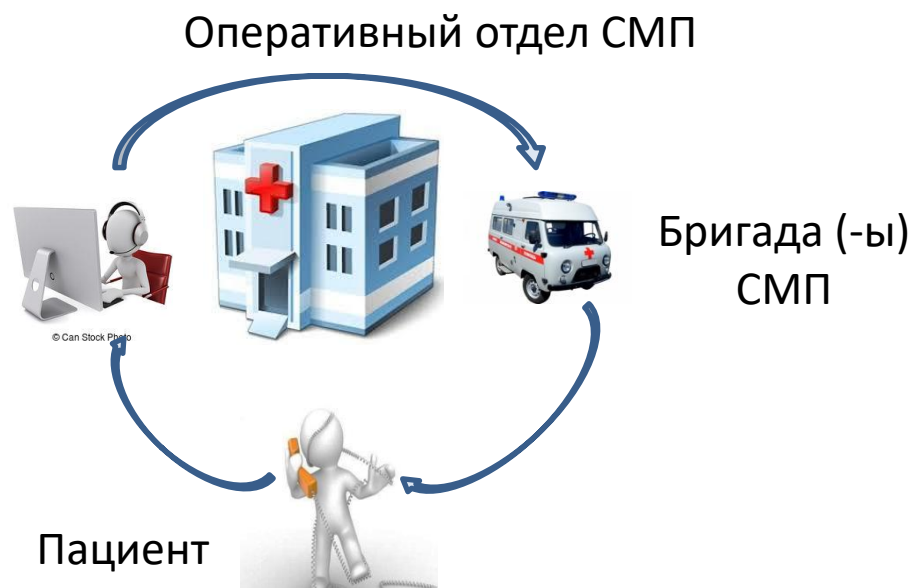 Оперативный отдел СМП
Бригада (-ы)
СМП
© Can Stock Photo
Пациент